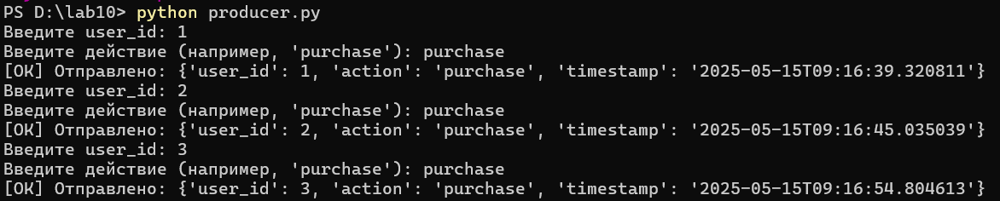 PS D:\lab10> python producer.py
Введите user_id: 1
Введите действие (например, 'purchase'): purchase
[OK] Отправлено: {'user_id': 1, 'action': 'purchase', 'timestamp': '2025-05-15T09:16:39.320811'}
Введите user_id: 2
Введите действие (например, 'purchase'): purchase
[OK] Отправлено: {'user_id': 2, 'action': 'purchase', 'timestamp': '2025-05-15T09:16:45.035039'}
Введите user_id: 3
Введите действие (например, 'purchase'): purchase
[OK] Отправлено: {'user_id': 3, 'action': 'purchase', 'timestamp': '2025-05-15T09:16:54.804613'}